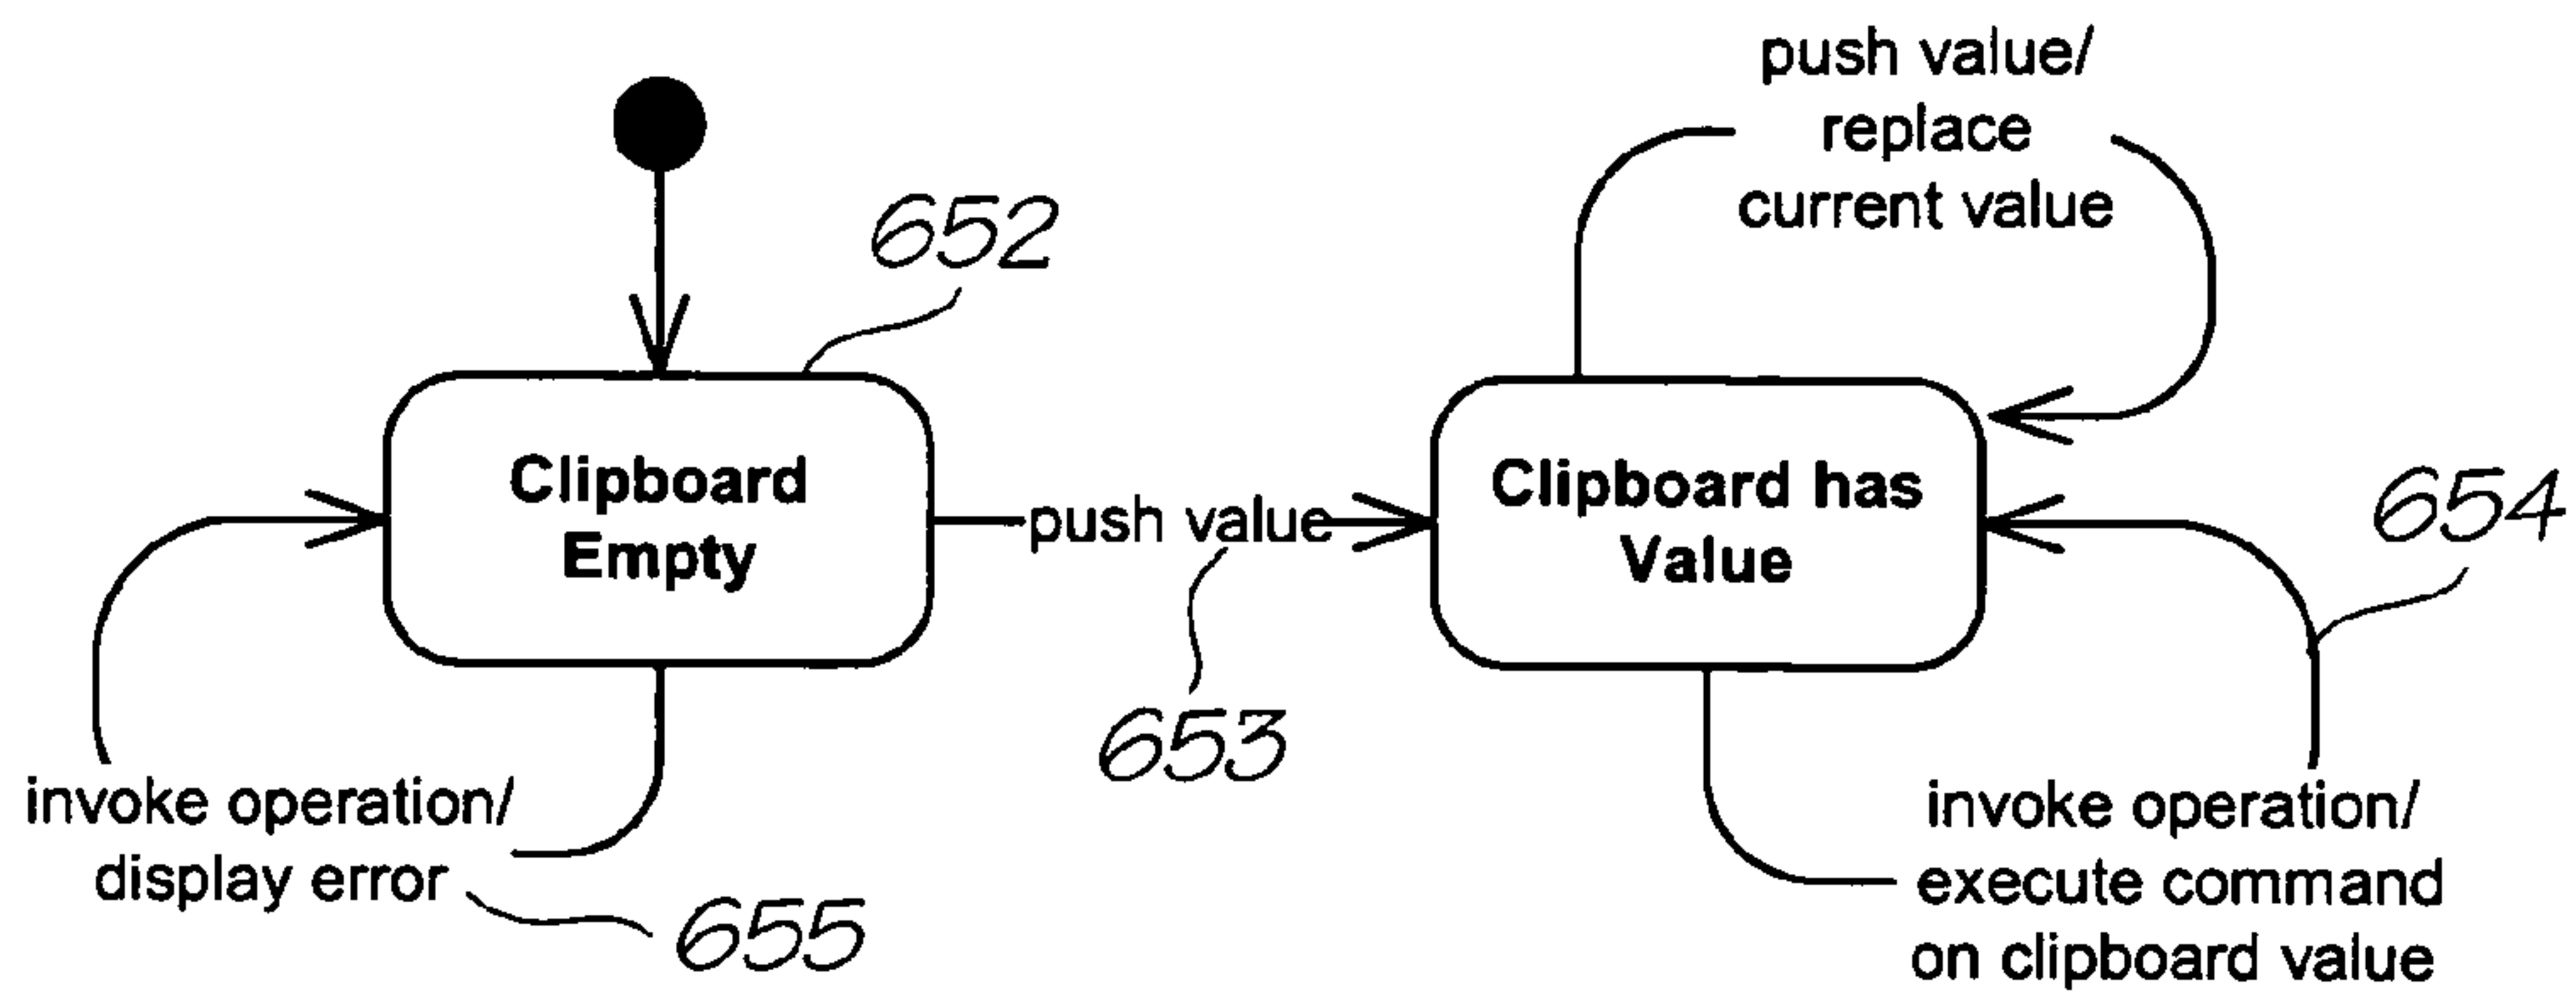 push value/
replace
current value
652
Clipboard
Empty
push value
Clipboard has
Value
654
653
invoke operation/
display error
655
invoke operation/
execute command
on clipboard value